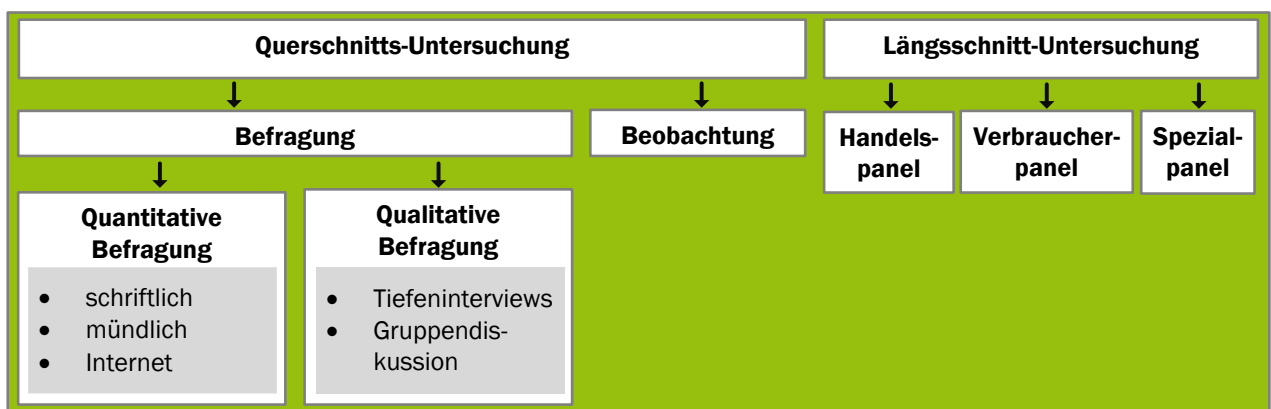 Querschnitts-Untersuchung
Längsschnitt-Untersuchung
Befragung
Beobachtung
Handels-
panel
Verbraucher-
panel
Spezial-
panel
Quantitative
Befragung
• schriftlich
• mündlich
• Internet
Qualitative
Befragung
• Tiefeninterviews
• Gruppendis-
kussion